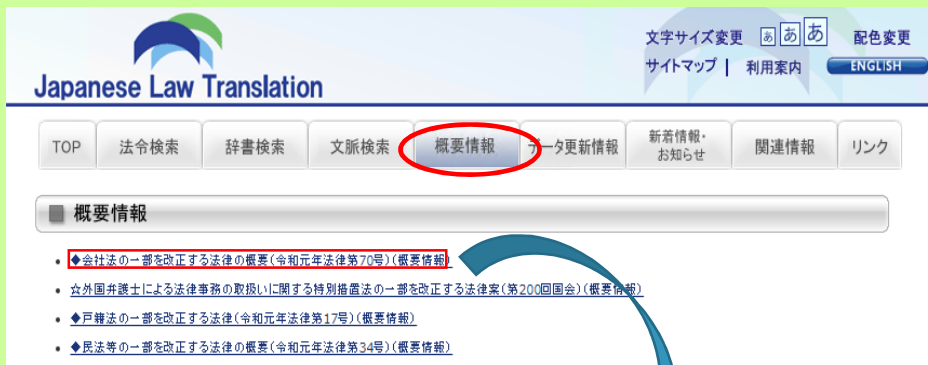 文字サイズ変更 あ あ あ 配色変更
サイトマップ | 利用案内 ENGLISH
Japanese Law Translation
TOP 法令検索 辞書検索 文脈検索 概要情報 データ更新情報 新着情報・お知らせ 関連情報 リンク
概要情報
• ◆会社法の一部を改正する法律の概要(令和元年法律第70号)(概要情報)
• ☆外国弁護士による法律事務の取扱いに関する特別措置法の一部を改正する法律案(第200回国会)(概要情報)
• ◆戸籍法の一部を改正する法律(令和元年法律第17号)(概要情報)
• ◆民法等の一部を改正する法律の概要(令和元年法律第34号)(概要情報)